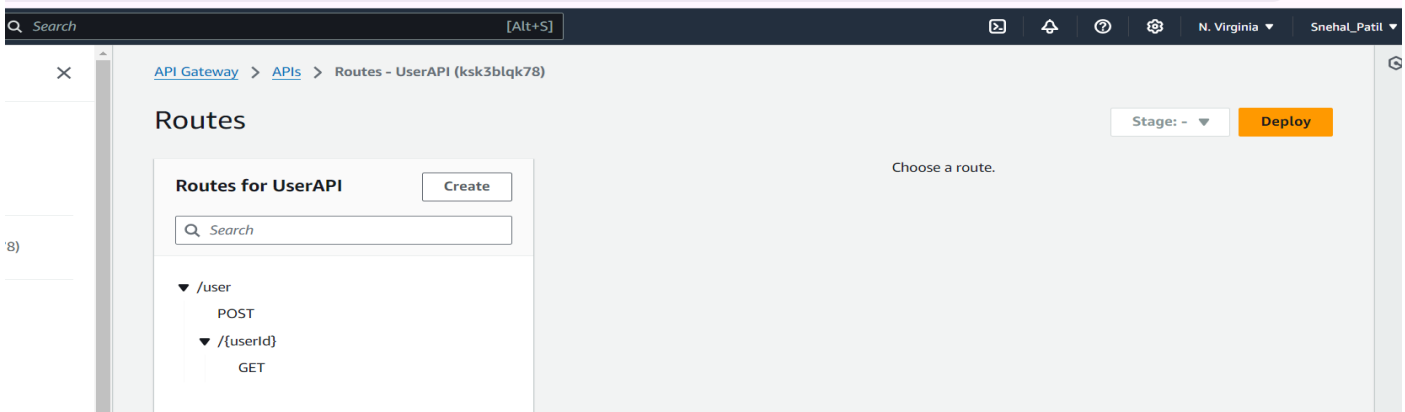 Search [Alt+S] N. Virginia Snehal_Patil
API Gateway > APIs > Routes - UserAPI (ksk3blqk78)
Routes
Stage: - Deploy
Choose a route.
Routes for UserAPI Create
Search
'8)
/user
POST
/{userId}
GET